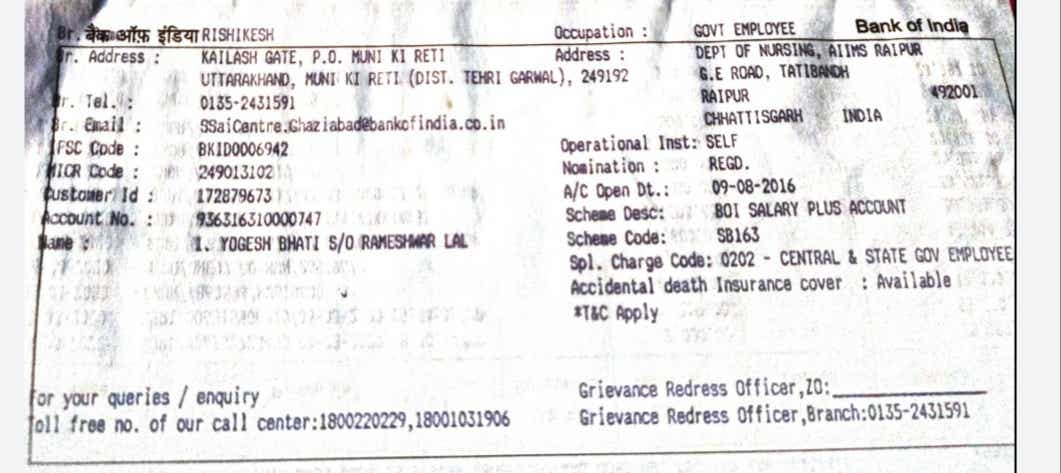 Br. बैंक ऑफ़ इंडिया RISHIKESH Occupation : GOVT EMPLOYEE Bank of India
Br. Address : KAILASH GATE, P.O. MUNI KI RETI Address : DEPT OF NURSING, AIIMS RAIPUR
UTTARAKHAND, MUNI KI RETI (DIST. TEHRI GARWAL), 249192 G.E ROAD, TATIBANDH
Br. Tel. : 0135-2431591 RAIPUR 492001
Br. Email : SSaiCentre.Ghaziabad@bankofindia.co.in CHHATTISGARH INDIA
IFSC Code : BKID0006942 Operational Inst: SELF
MICR Code : 249013102 Nomination : REGD.
Customer Id : 172879673 A/C Open Dt.: 09-08-2016
Account No. : 936316310000747 Scheme Desc: BOI SALARY PLUS ACCOUNT
Name : 1. YOGESH BHATI S/O RAMESHWAR LAL Scheme Code: SB163
Spl. Charge Code: 0202 - CENTRAL & STATE GOV EMPLOYEE
Accidental death Insurance cover : Available
*T&C Apply
For your queries / enquiry Grievance Redress Officer,ZO:
Toll free no. of our call center:1800220229,18001031906 Grievance Redress Officer,Branch:0135-2431591